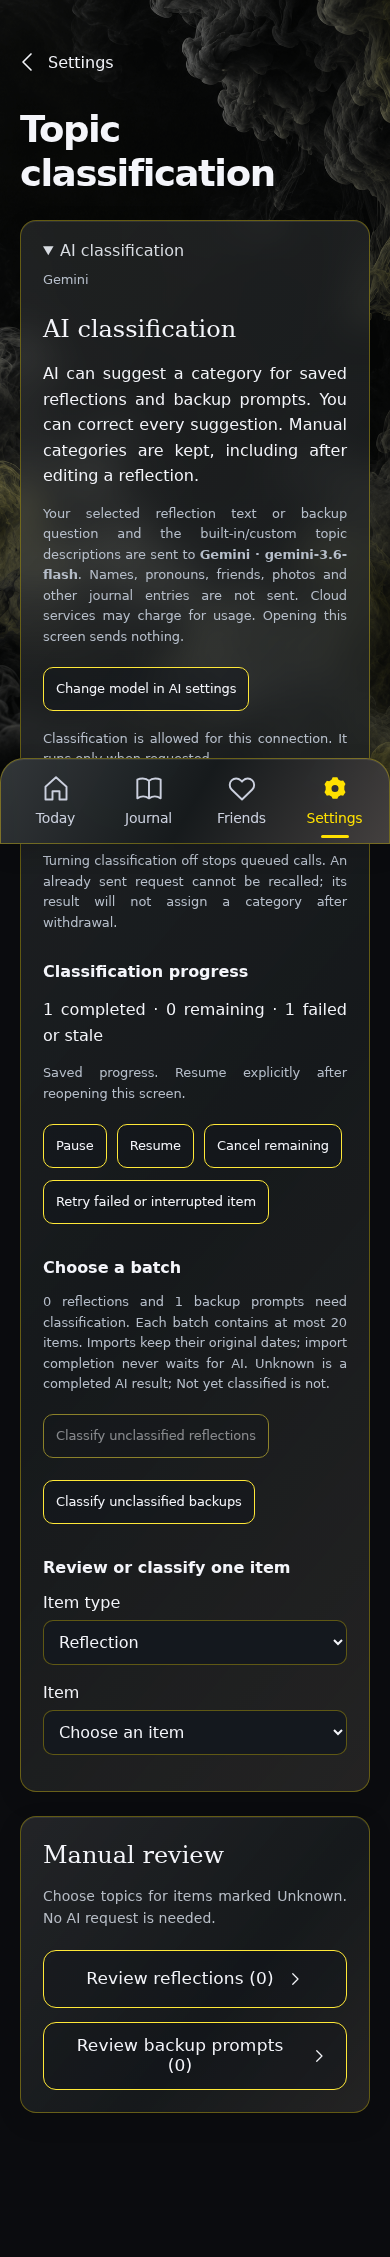 Settings
Topic
classification
▼ AI classification
Gemini
AI classification
AI can suggest a category for saved
reflections and backup prompts. You
can correct every suggestion. Manual
categories are kept, including after
editing a reflection.
Your selected reflection text or backup
question and the built-in/custom topic
descriptions are sent to Gemini · gemini-3.6-
flash. Names, pronouns, friends, photos and
other journal entries are not sent. Cloud
services may charge for usage. Opening this
screen sends nothing.
Change model in AI settings
Classification is allowed for this connection. It
runs only when requested.
Today
Journal
Friends
Settings
Turning classification off stops queued calls. An
already sent request cannot be recalled; its
result will not assign a category after
withdrawal.
Classification progress
1 completed · 0 remaining · 1 failed
or stale
Saved progress. Resume explicitly after
reopening this screen.
Pause
Resume
Cancel remaining
Retry failed or interrupted item
Choose a batch
0 reflections and 1 backup prompts need
classification. Each batch contains at most 20
items. Imports keep their original dates; import
completion never waits for AI. Unknown is a
completed AI result; Not yet classified is not.
Classify unclassified reflections
Classify unclassified backups
Review or classify one item
Item type
Reflection
Item
Choose an item
Manual review
Choose topics for items marked Unknown.
No AI request is needed.
Review reflections (0)
Review backup prompts
(0)